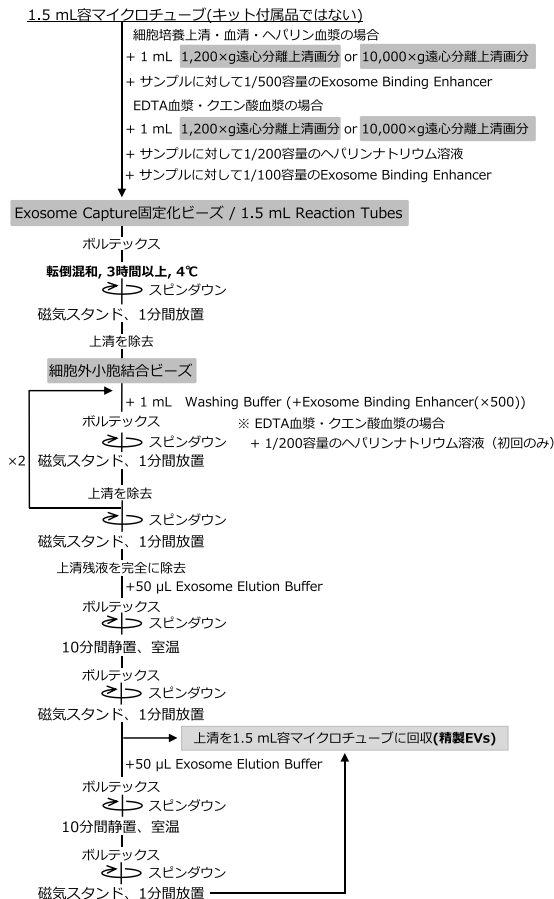 1.5 mL容マイクロチューブ(キット付属品ではない)
細胞培養上清・血清・ヘパリン血漿の場合
+ 1 mL 1,200×g遠心分離上清画分 or 10,000×g遠心分離上清画分
+ サンプルに対して1/500容量のExosome Binding Enhancer
EDTA血漿・クエン酸血漿の場合
+ 1 mL 1,200×g遠心分離上清画分 or 10,000×g遠心分離上清画分
+ サンプルに対して1/200容量のヘパリンナトリウム溶液
+ サンプルに対して1/100容量のExosome Binding Enhancer
Exosome Capture固定化ビーズ / 1.5 mL Reaction Tubes
ボルテックス
転倒混和, 3時間以上, 4℃
スピンダウン
磁気スタンド、1分間放置
上清を除去
細胞外小胞結合ビーズ
+ 1 mL Washing Buffer (+Exosome Binding Enhancer(×500))
ボルテックス
※ EDTA血漿・クエン酸血漿の場合
スピンダウン
+ 1/200容量のヘパリンナトリウム溶液（初回のみ）
×2
磁気スタンド、1分間放置
上清を除去
スピンダウン
磁気スタンド、1分間放置
上清残液を完全に除去
+50 µL Exosome Elution Buffer
ボルテックス
スピンダウン
10分間静置、室温
ボルテックス
スピンダウン
磁気スタンド、1分間放置
上清を1.5 mL容マイクロチューブに回収(精製EVs)
+50 µL Exosome Elution Buffer
ボルテックス
スピンダウン
10分間静置、室温
ボルテックス
スピンダウン
磁気スタンド、1分間放置